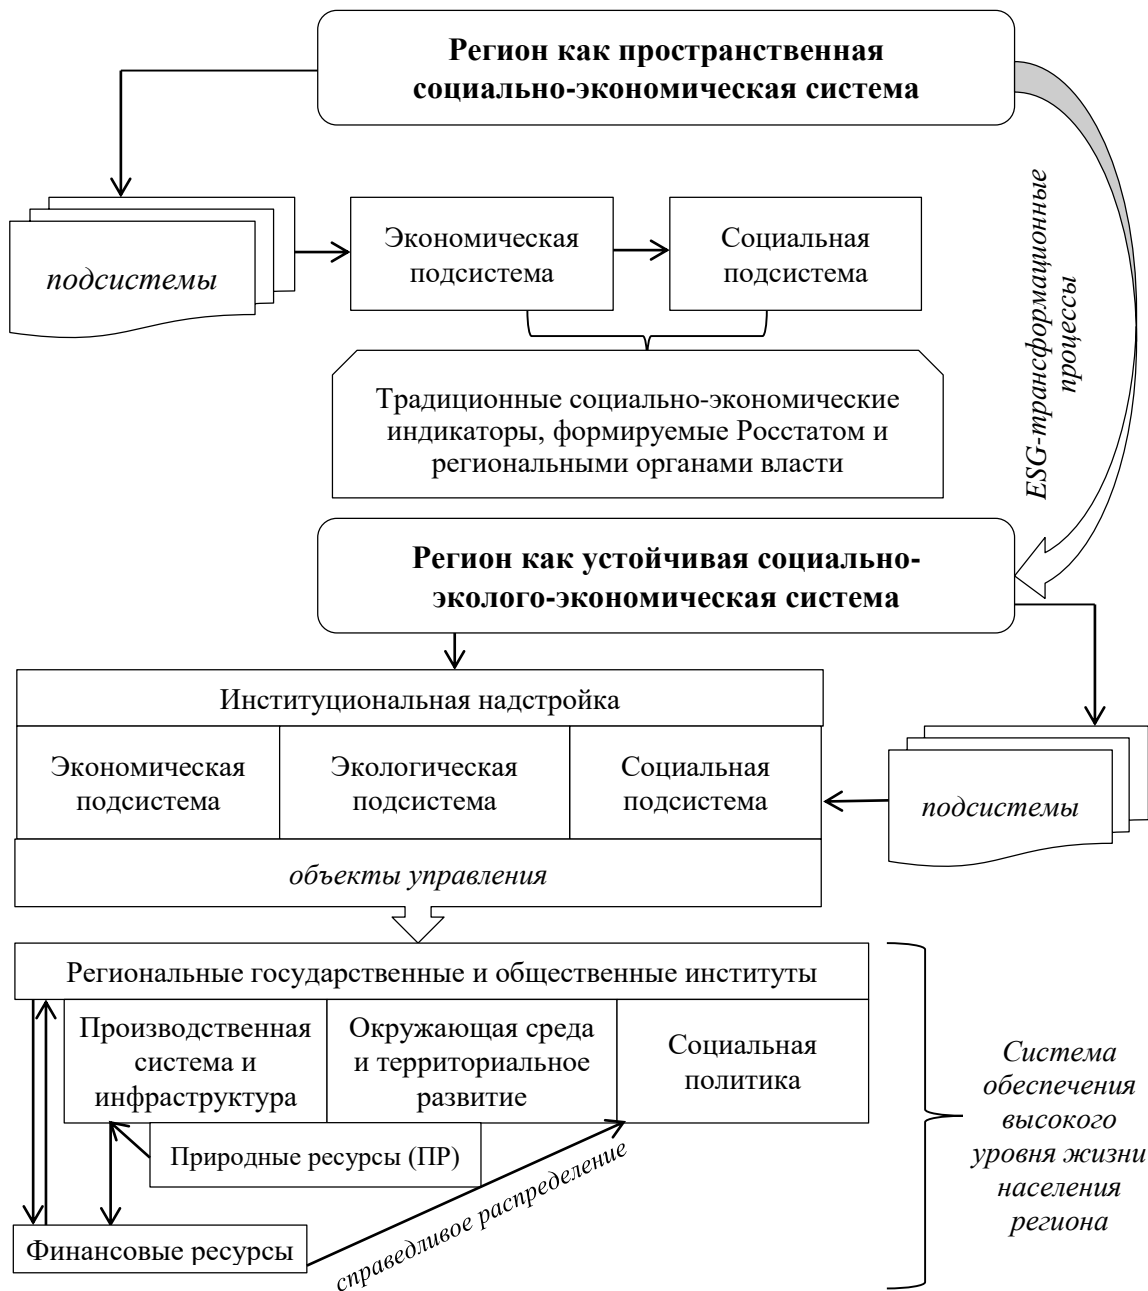 Регион как пространственная
социально-экономическая система
ESG-трансформационные
процессы
подсистемы
Экономическая
подсистема
Социальная
подсистема
Традиционные социально-экономические
индикаторы, формируемые Росстатом и
региональными органами власти
Регион как устойчивая социально-
эколого-экономическая система
Институциональная надстройка
Экономическая
подсистема
Экологическая
подсистема
Социальная
подсистема
подсистемы
объекты управления
Региональные государственные и общественные институты
Производственная
система и
инфраструктура
Окружающая среда
и территориальное
развитие
Социальная
политика
Природные ресурсы (ПР)
Финансовые ресурсы
справедливое распределение
Система
обеспечения
высокого
уровня жизни
населения
региона